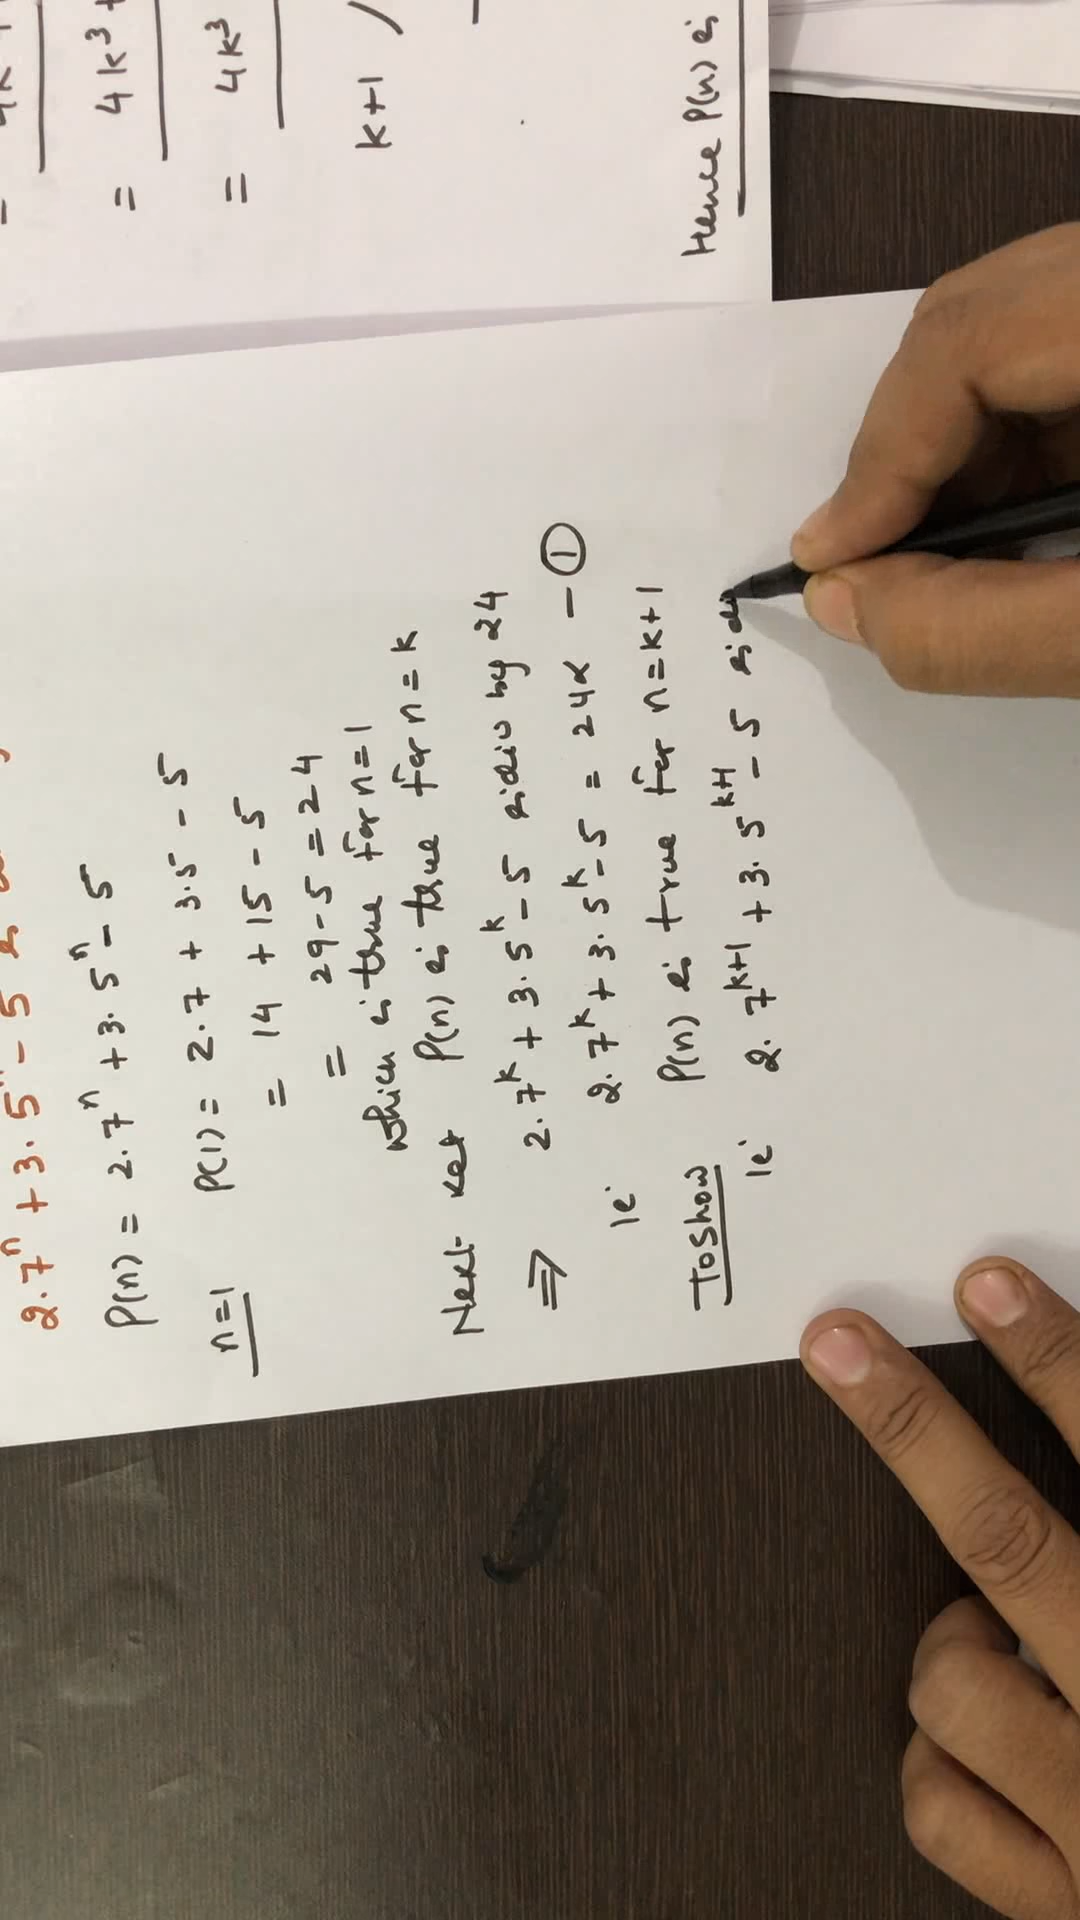 2.7ⁿ + 3.5ⁿ - 5
P(n) = 2.7ⁿ + 3.5ⁿ - 5
n=1 P(1) = 2.7 + 3.5 - 5
= 14 + 15 - 5
= 29 - 5 = 24
which is true for n=1
Next let P(n) is true for n = k
⇒ 2.7ᵏ + 3.5ᵏ - 5 is div by 24
ie 2.7ᵏ + 3.5ᵏ - 5 = 24α - ①
To Show P(n) is true for n = k+1
ie 2.7ᵏ⁺¹ + 3.5ᵏ⁺¹ - 5 is di
= 4k³ +
= 4k³
k+1
Hence P(n) is